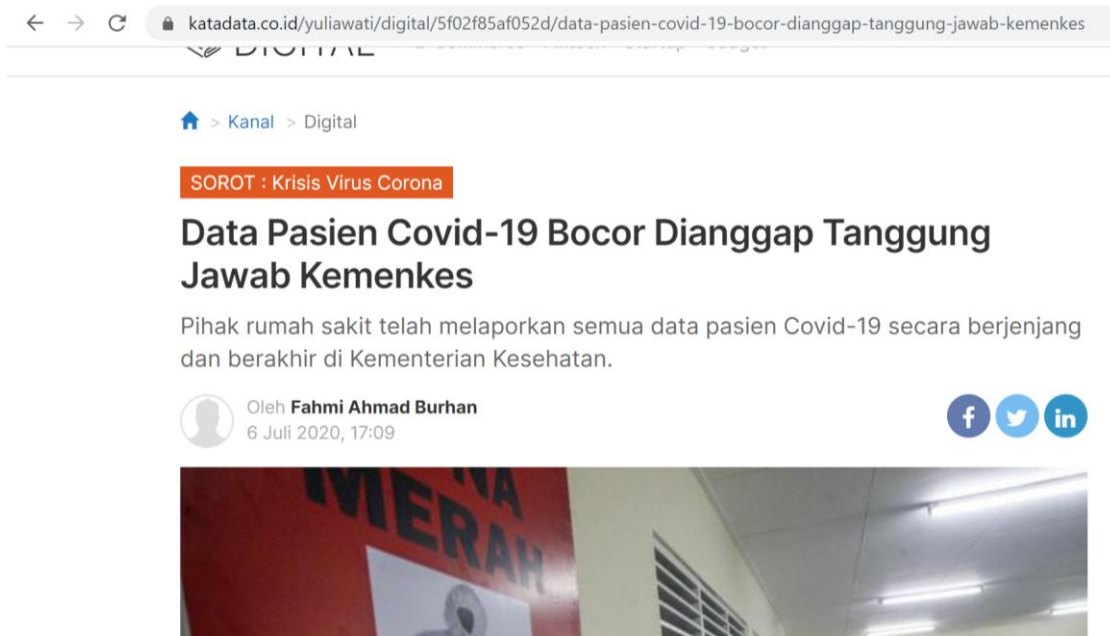 katadata.co.id/yuliawati/digital/5f02f85af052d/data-pasien-covid-19-bocor-dianggap-tanggung-jawab-kemenkes
DIGITAL
> Kanal > Digital
SOROT : Krisis Virus Corona
Data Pasien Covid-19 Bocor Dianggap Tanggung
Jawab Kemenkes
Pihak rumah sakit telah melaporkan semua data pasien Covid-19 secara berjenjang
dan berakhir di Kementerian Kesehatan.
Oleh Fahmi Ahmad Burhan
6 Juli 2020, 17:09
f in
NA
MERAH